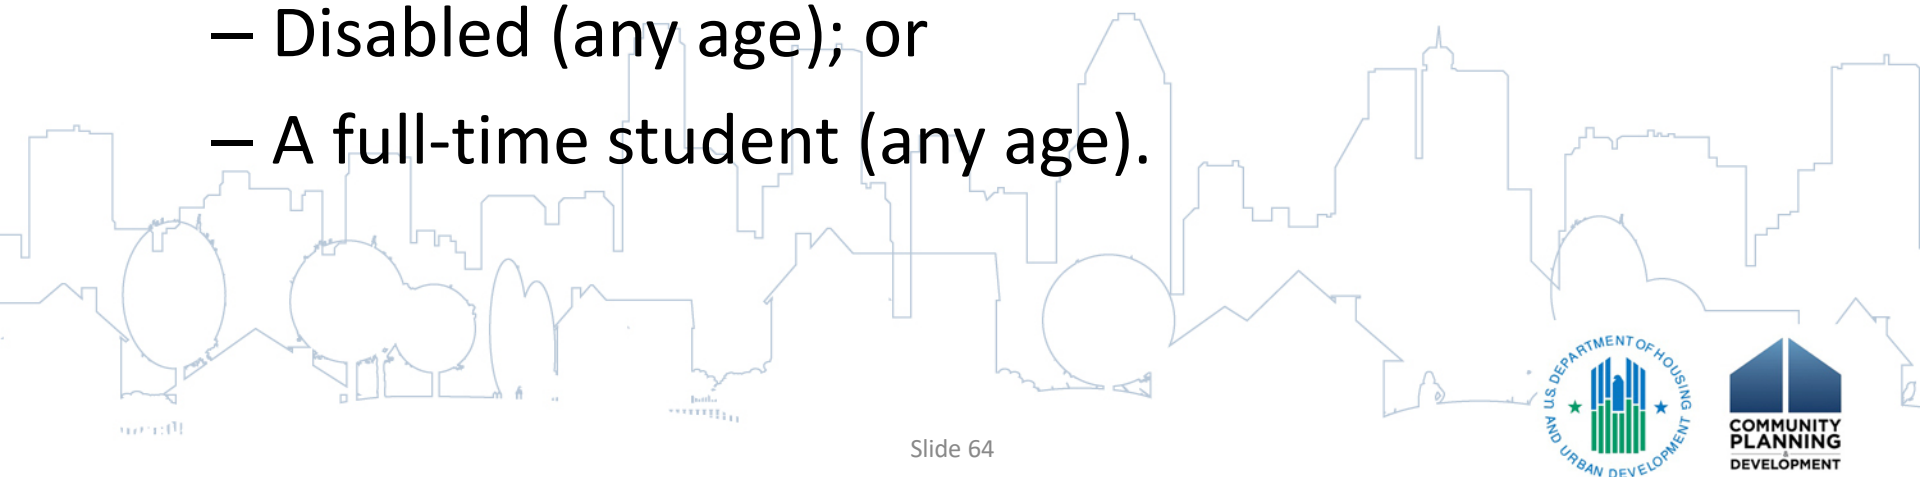 – Disabled (any age); or
– A full-time student (any age).
Slide 64
U.S. DEPARTMENT OF HOUSING
AND URBAN DEVELOPMENT
COMMUNITY
PLANNING
&
DEVELOPMENT